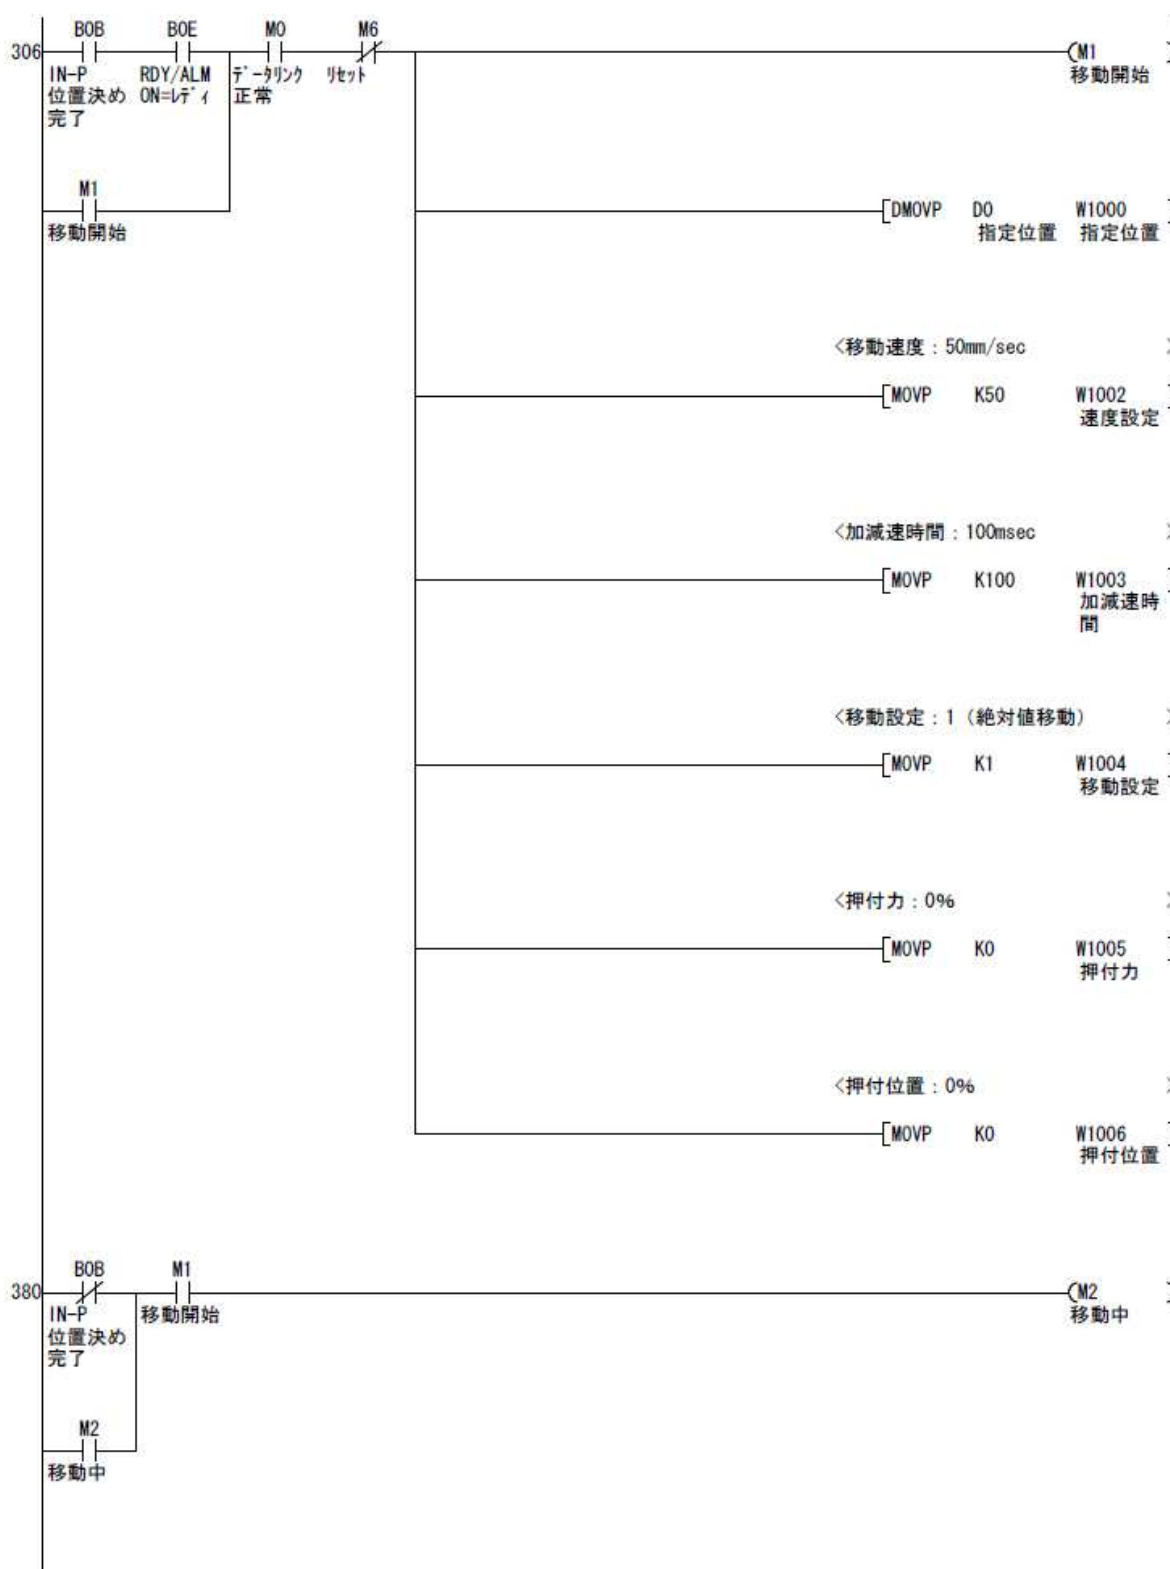 B0B B0E M0 M6
306 (M1
IN-P RDY/ALM ﾃﾞｰﾀﾘﾝｸ ﾘｾｯﾄ 移動開始
位置決め ON=ﾚﾃﾞｨ 正常
完了
M1
[DMOVP D0 W1000
移動開始 指定位置 指定位置
<移動速度：50mm/sec
[MOVP K50 W1002
速度設定
<加減速時間：100msec
[MOVP K100 W1003
加減速時
間
<移動設定：1（絶対値移動）
[MOVP K1 W1004
移動設定
<押付力：0%
[MOVP K0 W1005
押付力
<押付位置：0%
[MOVP K0 W1006
押付位置
B0B M1
380 (M2
IN-P 移動開始 移動中
位置決め
完了
M2
移動中